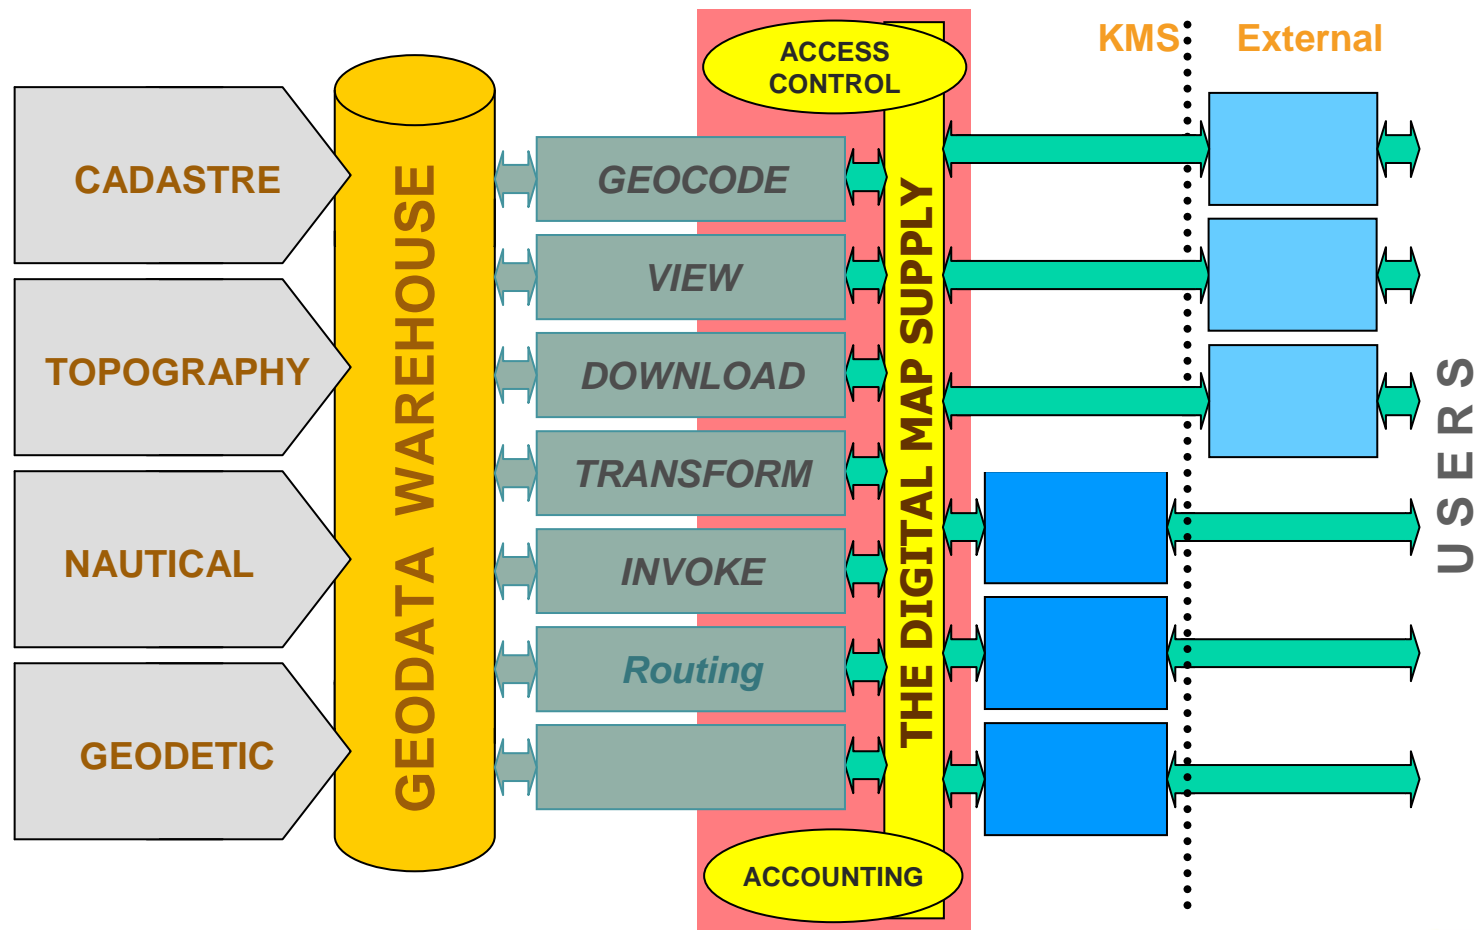 ACCESS
CONTROL
KMS
External
CADASTRE
TOPOGRAPHY
NAUTICAL
GEODETIC
GEODATA WAREHOUSE
GEOCODE
VIEW
DOWNLOAD
TRANSFORM
INVOKE
Routing
THE DIGITAL MAP SUPPLY
ACCOUNTING
USERS